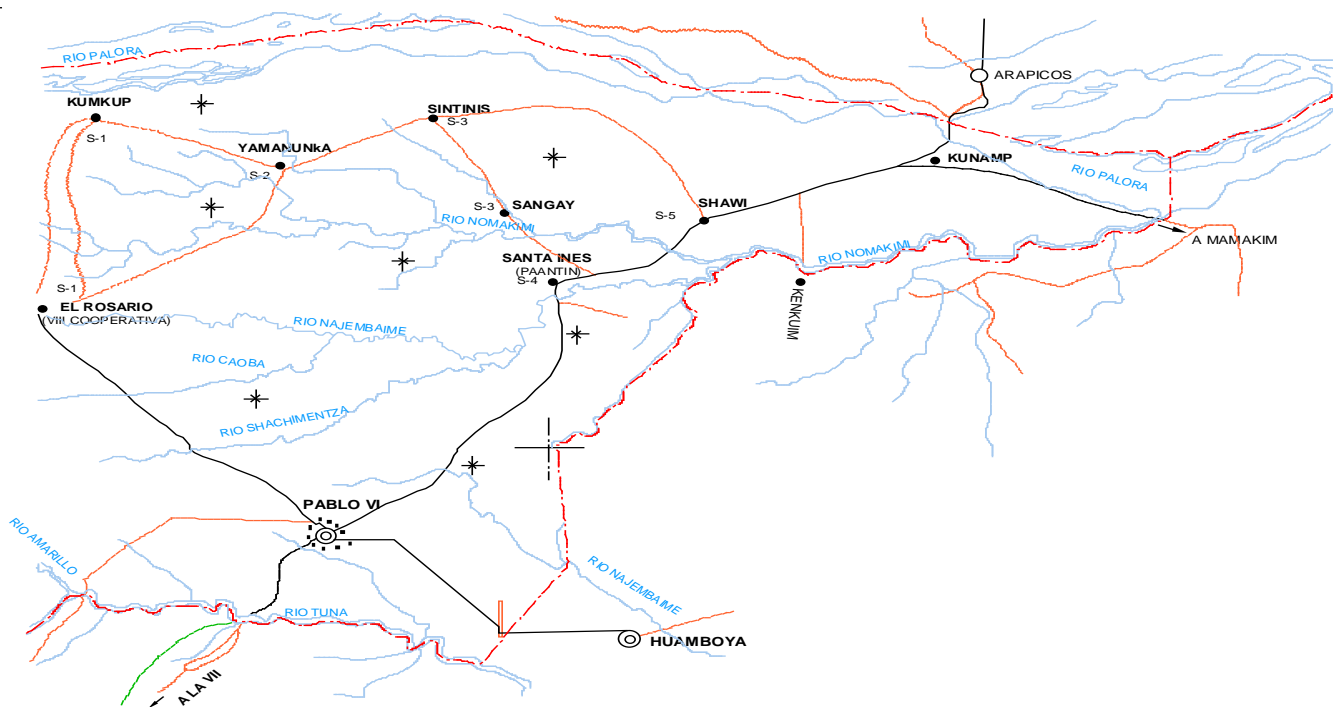 RIO PALORA
ARAPICOS
KUMKUP
S-1
SINTINIS
S-3
YAMANUNkA
S-2
KUNAMP
RIO PALORA
S-3
SANGAY
RIO NOMAKIMI
SHAWI
S-5
A MAMAKIM
RIO NOMAKIMI
SANTA INES
(PAANTIN)
S-4
KENKUIM
S-1
EL ROSARIO
(VIII COOPERATIVA)
RIO NAJEMBAIME
RIO CAOBA
RIO SHACHIMENTZA
PABLO VI
RIO AMARILLO
RIO TUNA
RIO NAJEMBAIME
HUAMBOYA
A LA VII